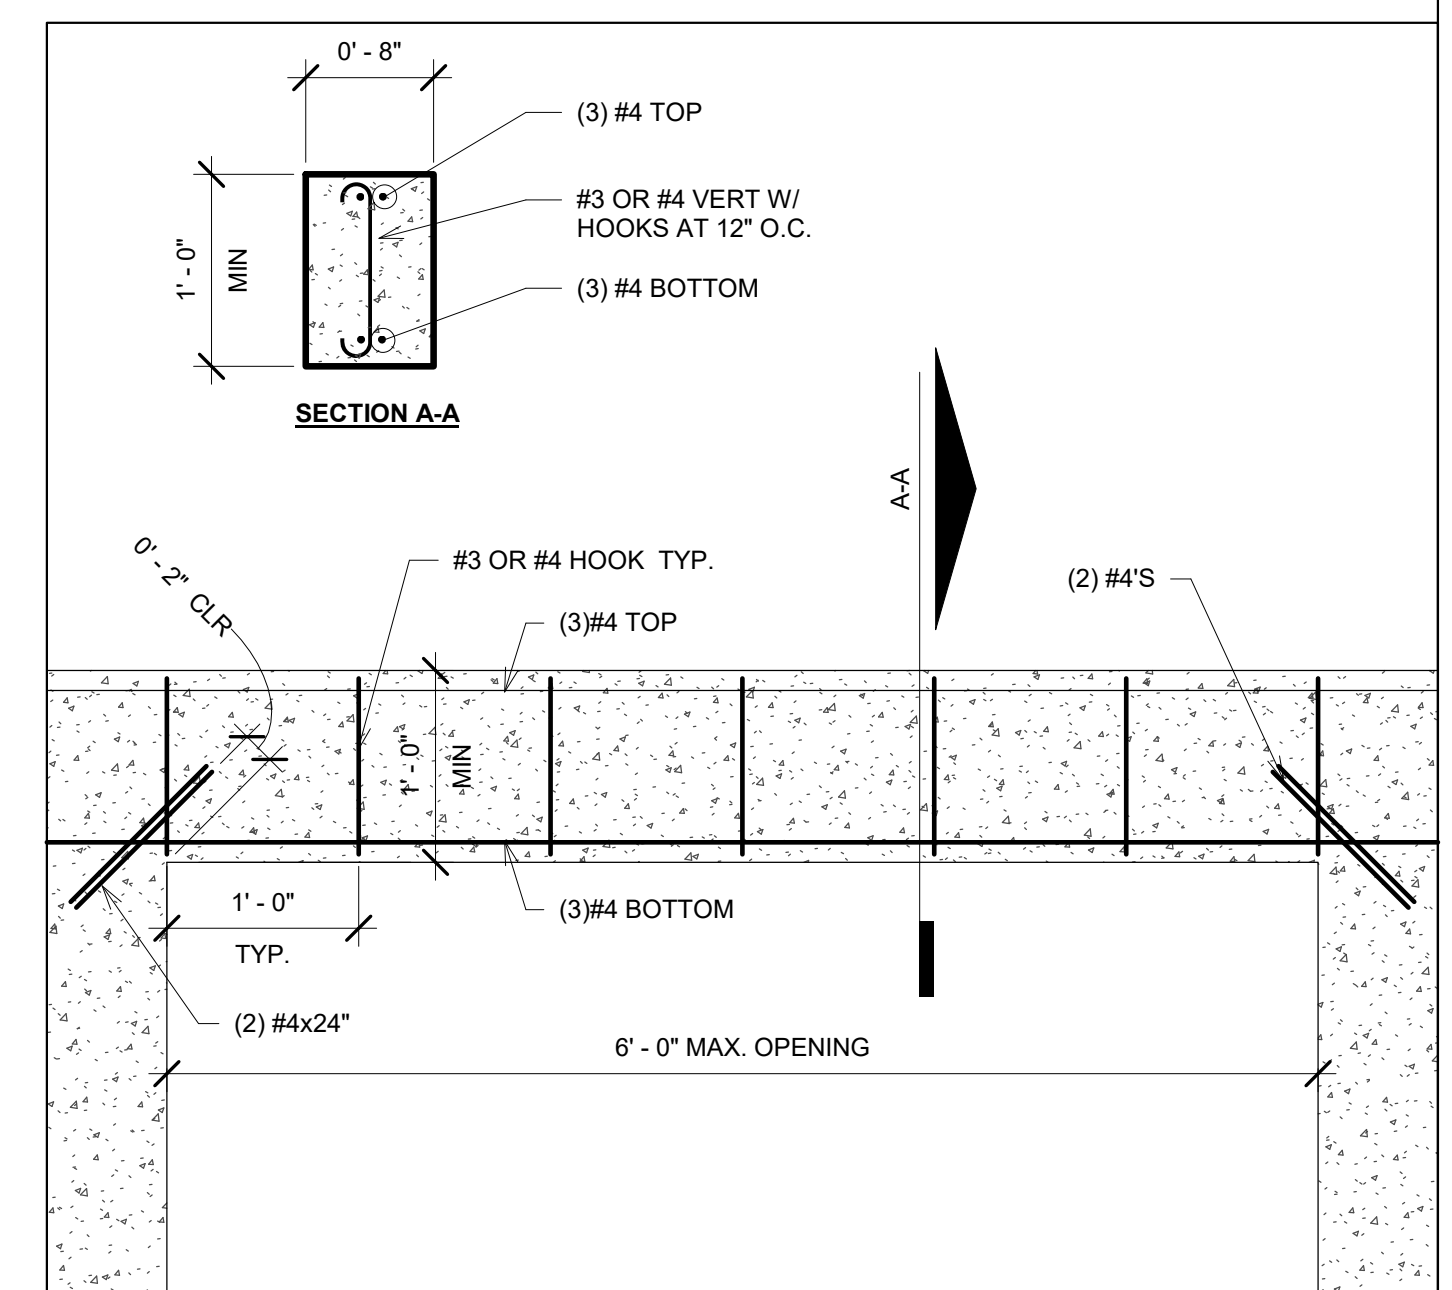 0' - 8"
(3) #4 TOP
#3 OR #4 VERT W/
HOOKS AT 12" O.C.
1' - 0"
MIN
(3) #4 BOTTOM
SECTION A-A
A-A
0' - 2" CLR
#3 OR #4 HOOK TYP.
(2) #4'S
(3)#4 TOP
1' - 0"
MIN
1' - 0"
TYP.
(3)#4 BOTTOM
(2) #4x24"
6' - 0" MAX. OPENING